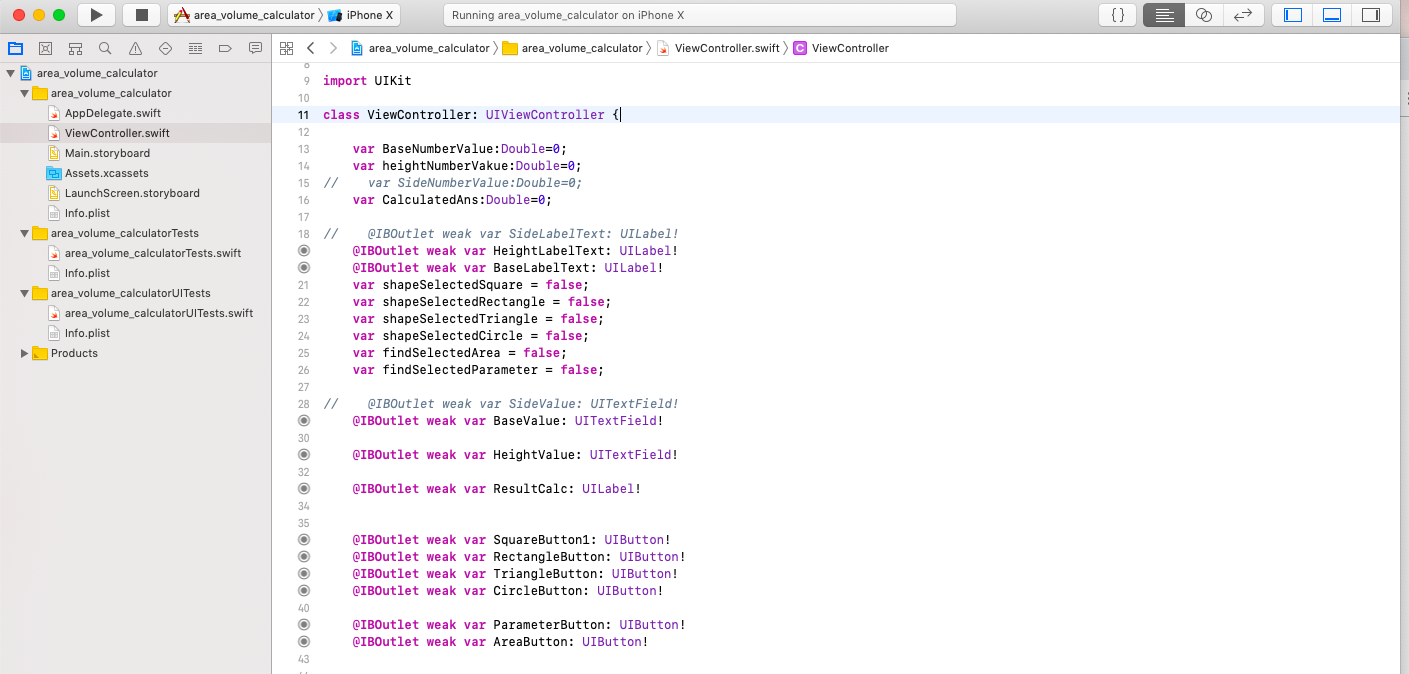 area_volume_calculator iPhone X
Running area_volume_calculator on iPhone X
{ }
area_volume_calculator area_volume_calculator ViewController.swift C ViewController
area_volume_calculator
area_volume_calculator
AppDelegate.swift
ViewController.swift
Main.storyboard
Assets.xcassets
LaunchScreen.storyboard
Info.plist
area_volume_calculatorTests
area_volume_calculatorTests.swift
Info.plist
area_volume_calculatorUITests
area_volume_calculatorUITests.swift
Info.plist
Products
8
9 import UIKit
10
11 class ViewController: UIViewController {
12
13 var BaseNumberValue:Double=0;
14 var heightNumberVakue:Double=0;
15 // var SideNumberValue:Double=0;
16 var CalculatedAns:Double=0;
17
18 // @IBOutlet weak var SideLabelText: UILabel!
@IBOutlet weak var HeightLabelText: UILabel!
@IBOutlet weak var BaseLabelText: UILabel!
21 var shapeSelectedSquare = false;
22 var shapeSelectedRectangle = false;
23 var shapeSelectedTriangle = false;
24 var shapeSelectedCircle = false;
25 var findSelectedArea = false;
26 var findSelectedParameter = false;
27
28 // @IBOutlet weak var SideValue: UITextField!
@IBOutlet weak var BaseValue: UITextField!
30
@IBOutlet weak var HeightValue: UITextField!
32
@IBOutlet weak var ResultCalc: UILabel!
34
35
@IBOutlet weak var SquareButton1: UIButton!
@IBOutlet weak var RectangleButton: UIButton!
@IBOutlet weak var TriangleButton: UIButton!
@IBOutlet weak var CircleButton: UIButton!
40
@IBOutlet weak var ParameterButton: UIButton!
@IBOutlet weak var AreaButton: UIButton!
43